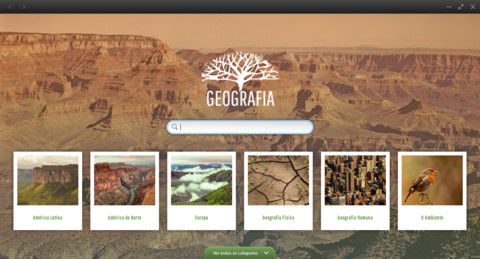 GEOGRAFIA
América Latina
América do Norte
Europa
Geografia Física
Geografia Humana
O Ambiente
Ver todas as categorias